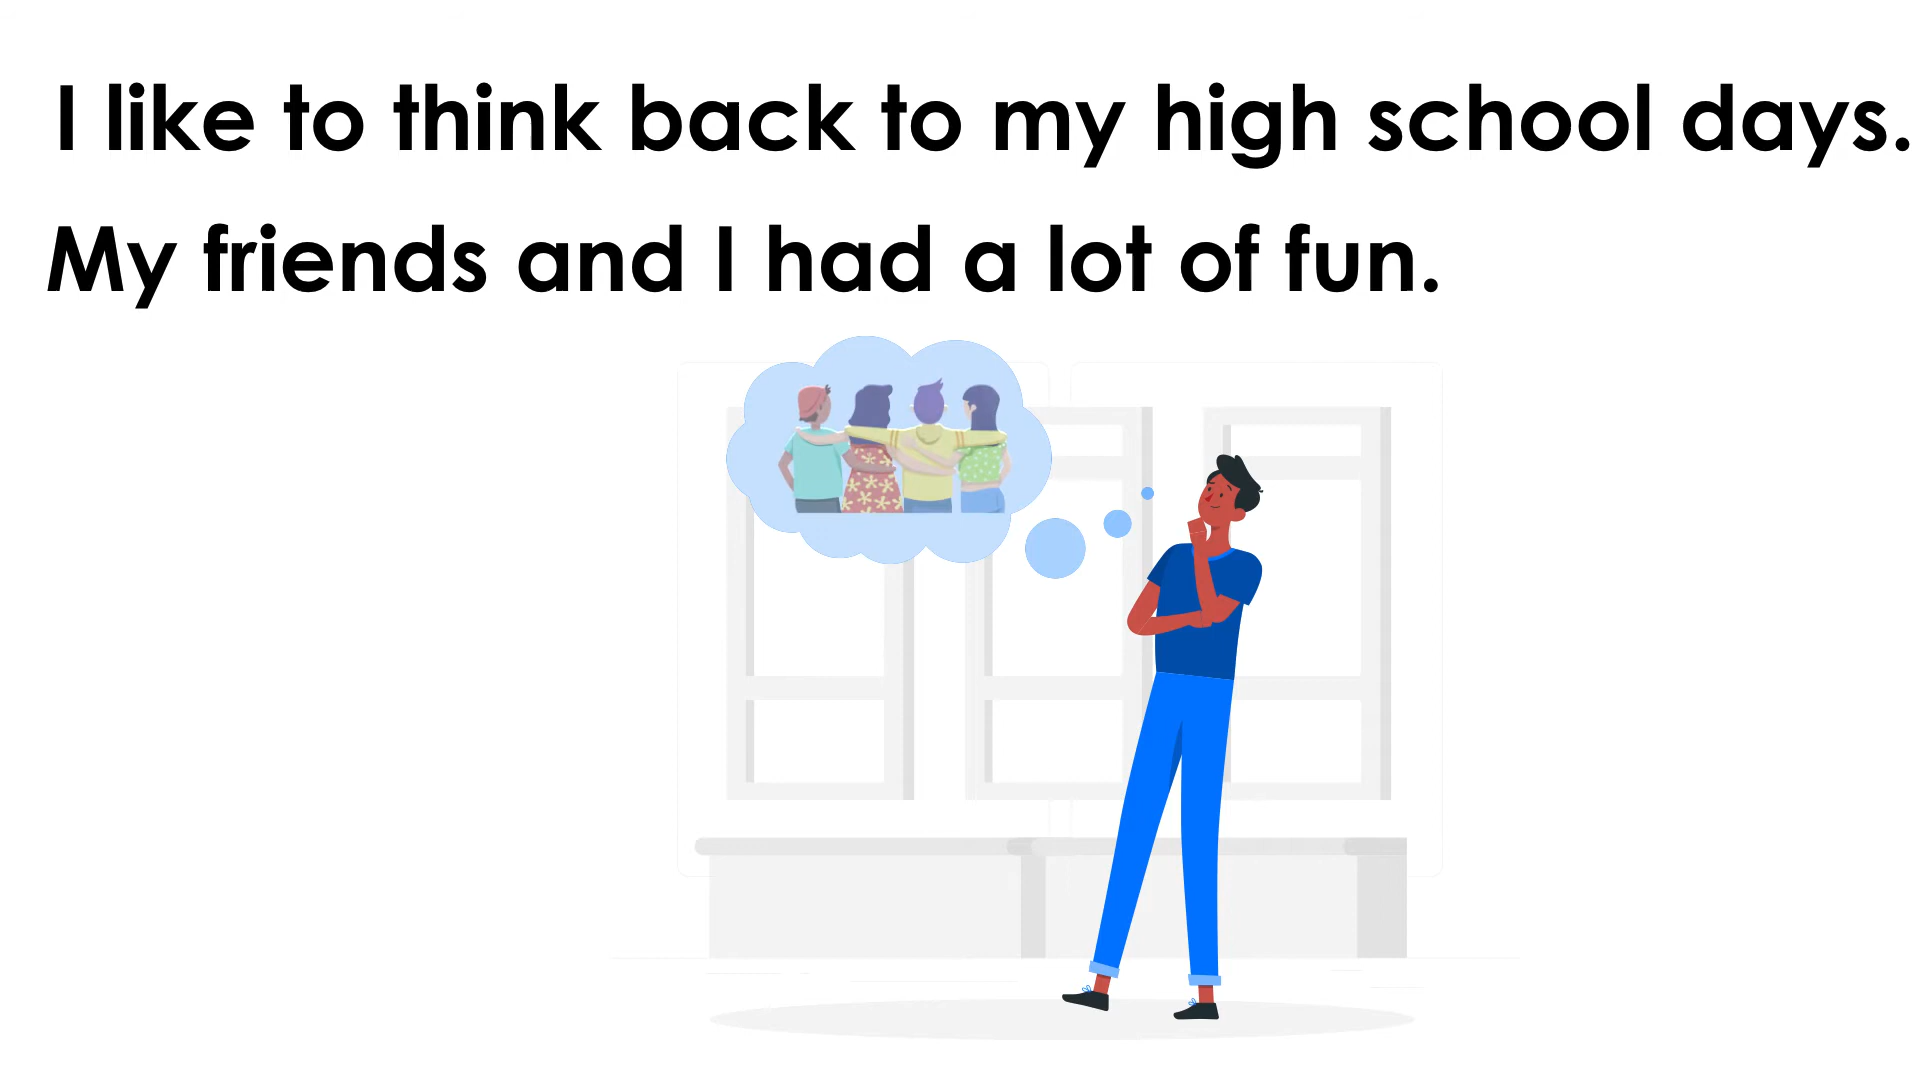 I like to think back to my high school days.
My friends and I had a lot of fun.